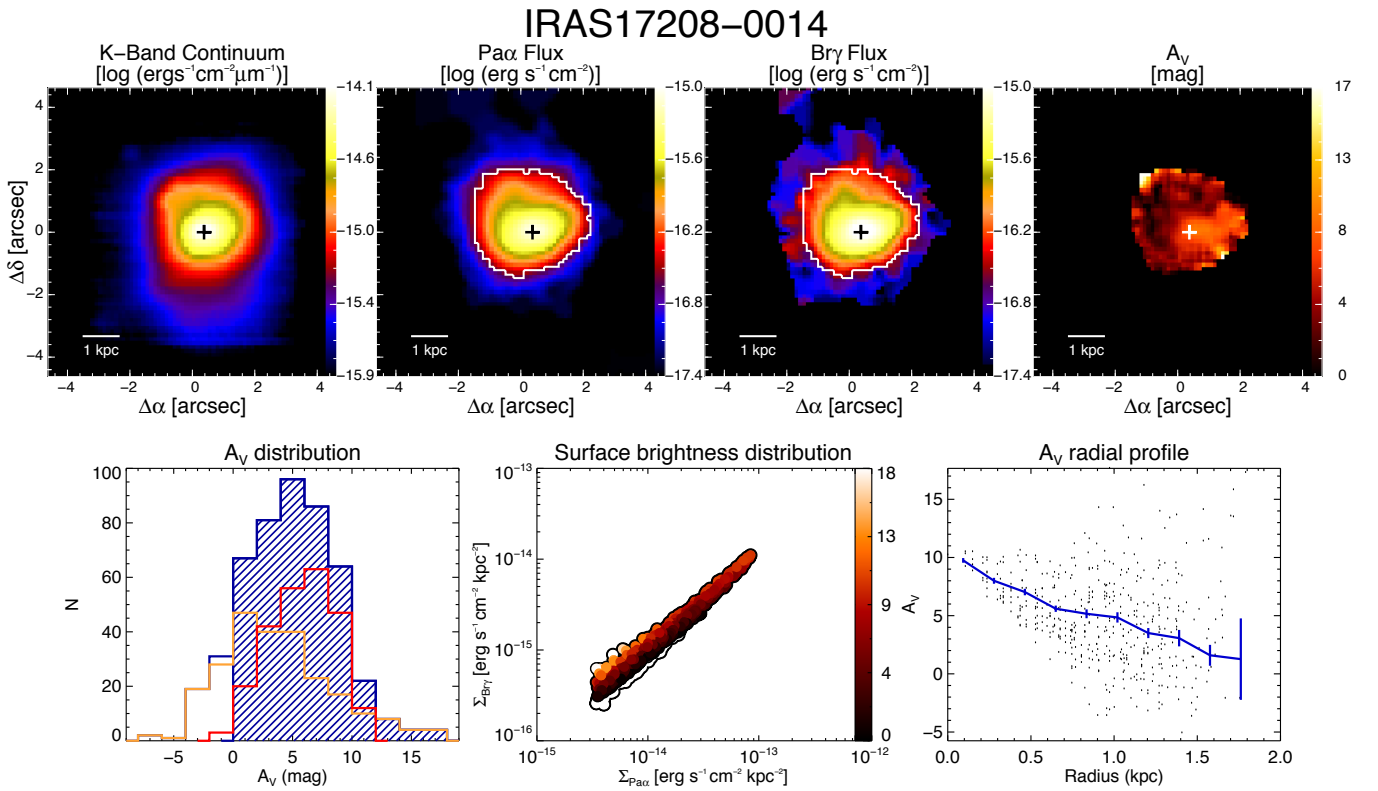 IRAS17208−0014
K−Band Continuum
[log (ergs⁻¹cm⁻²μm⁻¹)]
Paα Flux
[log (erg s⁻¹cm⁻²)]
Brγ Flux
[log (erg s⁻¹cm⁻²)]
A_V
[mag]
4
2
0
−2
−4
Δδ [arcsec]
1 kpc
−4 −2 0 2 4
Δα [arcsec]
−14.1
−14.6
−15.0
−15.4
−15.9
1 kpc
−4 −2 0 2 4
Δα [arcsec]
−15.0
−15.6
−16.2
−16.8
−17.4
1 kpc
−4 −2 0 2 4
Δα [arcsec]
−15.0
−15.6
−16.2
−16.8
−17.4
1 kpc
−4 −2 0 2 4
Δα [arcsec]
17
13
8
4
0
A_V distribution
100
80
60
40
20
0
N
−5 0 5 10 15
A_V (mag)
Surface brightness distribution
10⁻¹³
10⁻¹⁴
10⁻¹⁵
10⁻¹⁶
Σ_Brγ [erg s⁻¹ cm⁻² kpc⁻²]
10⁻¹⁵ 10⁻¹⁴ 10⁻¹³ 10⁻¹²
Σ_Paα [erg s⁻¹ cm⁻² kpc⁻²]
18
13
9
4
0
A_V radial profile
15
10
5
0
−5
A_V
0.0 0.5 1.0 1.5 2.0
Radius (kpc)